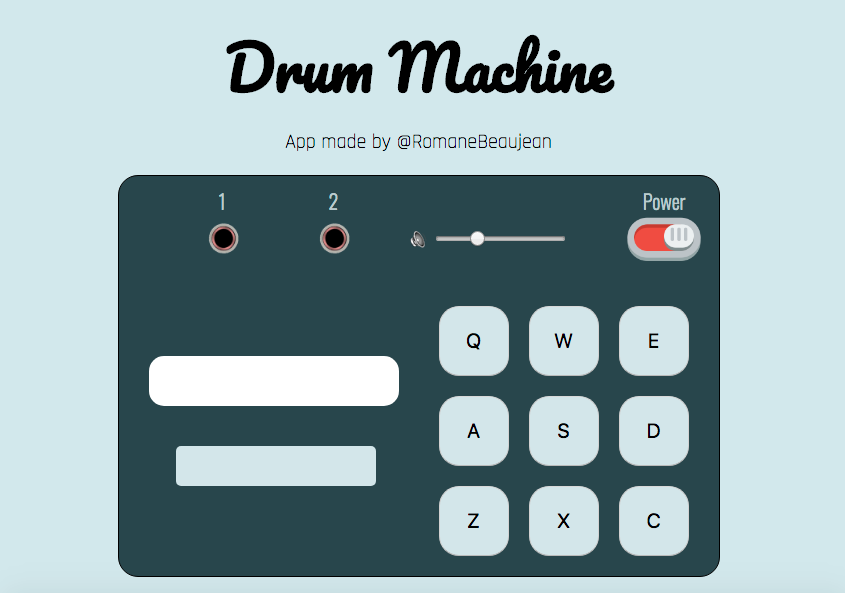 Drum Machine
App made by @RomaneBeaujean
1 2 Power
Q W E
A S D
Z X C